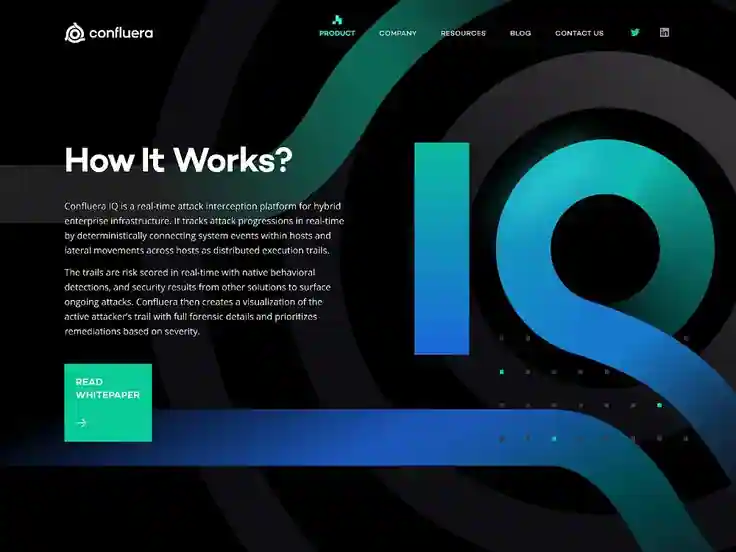 confluera
PRODUCT
COMPANY
RESOURCES
BLOG
CONTACT US
How It Works?
Confluera IQ is a real-time attack interception platform for hybrid
enterprise infrastructure. It tracks attack progressions in real-time
by deterministically connecting system events within hosts and
lateral movements across hosts as distributed execution trails.
The trails are risk scored in real-time with native behavioral
detections, and security results from other solutions to surface
ongoing attacks. Confluera then creates a visualization of the
active attacker's trail with full forensic details and prioritizes
remediations based on severity.
READ
WHITEPAPER
IQ